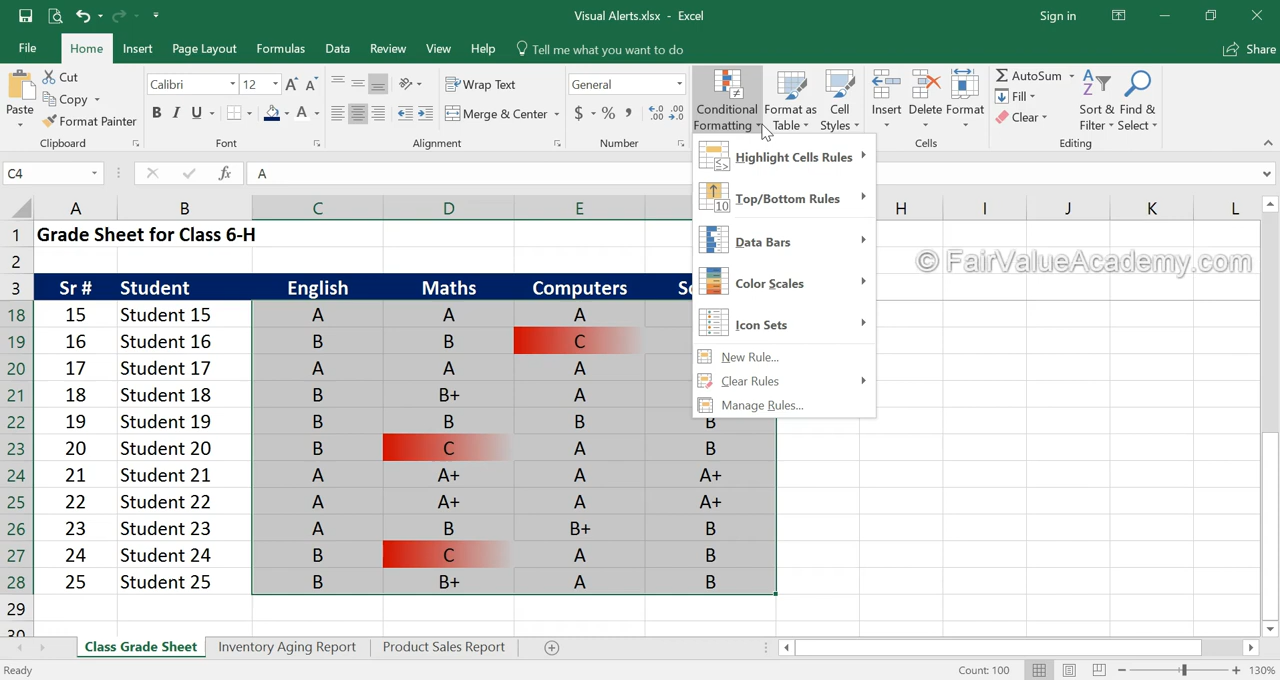 Visual Alerts.xlsx - Excel
Sign in
File
Home
Insert
Page Layout
Formulas
Data
Review
View
Help
Tell me what you want to do
Share
Paste
Cut
Copy
Format Painter
Clipboard
Calibri
12
A A
B I U A
Font
Wrap Text
Merge & Center
Alignment
General
$ % ,
Number
Conditional
Formatting
Format as
Table
Cell
Styles
Insert
Delete
Format
Cells
AutoSum
Fill
Clear
Sort &
Filter
Find &
Select
Editing
C4
fx
A
Highlight Cells Rules
Top/Bottom Rules
Data Bars
Color Scales
Icon Sets
New Rule...
Clear Rules
Manage Rules...
A B C D E H I J K L
1 Grade Sheet for Class 6-H
© FairValueAcademy.com
2
3 Sr # Student English Maths Computers
18 15 Student 15 A A A
19 16 Student 16 B B C
20 17 Student 17 A A A
21 18 Student 18 B B+ A
22 19 Student 19 B B B B
23 20 Student 20 B C A B
24 21 Student 21 A A+ A A+
25 22 Student 22 A A+ A A+
26 23 Student 23 A B B+ B
27 24 Student 24 B C A B
28 25 Student 25 B B+ A B
29
Class Grade Sheet
Inventory Aging Report
Product Sales Report
Ready
Count: 100
130%